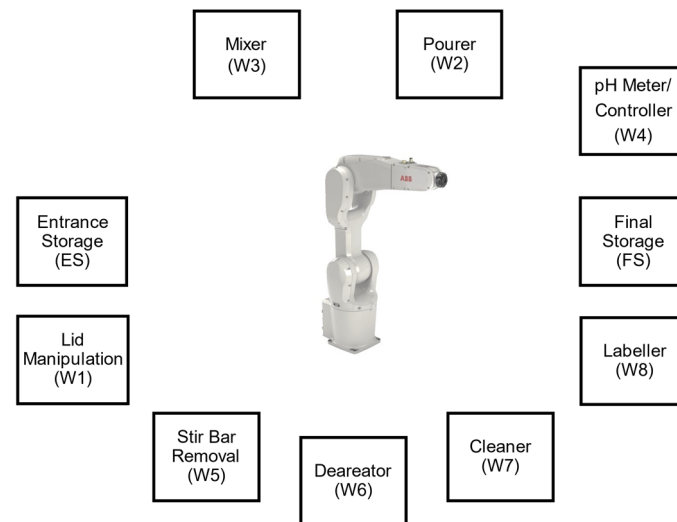 Mixer
(W3)
Pourer
(W2)
pH Meter/
Controller
(W4)
Entrance
Storage
(ES)
ABB
Final
Storage
(FS)
Lid
Manipulation
(W1)
Labeller
(W8)
Stir Bar
Removal
(W5)
Deareator
(W6)
Cleaner
(W7)